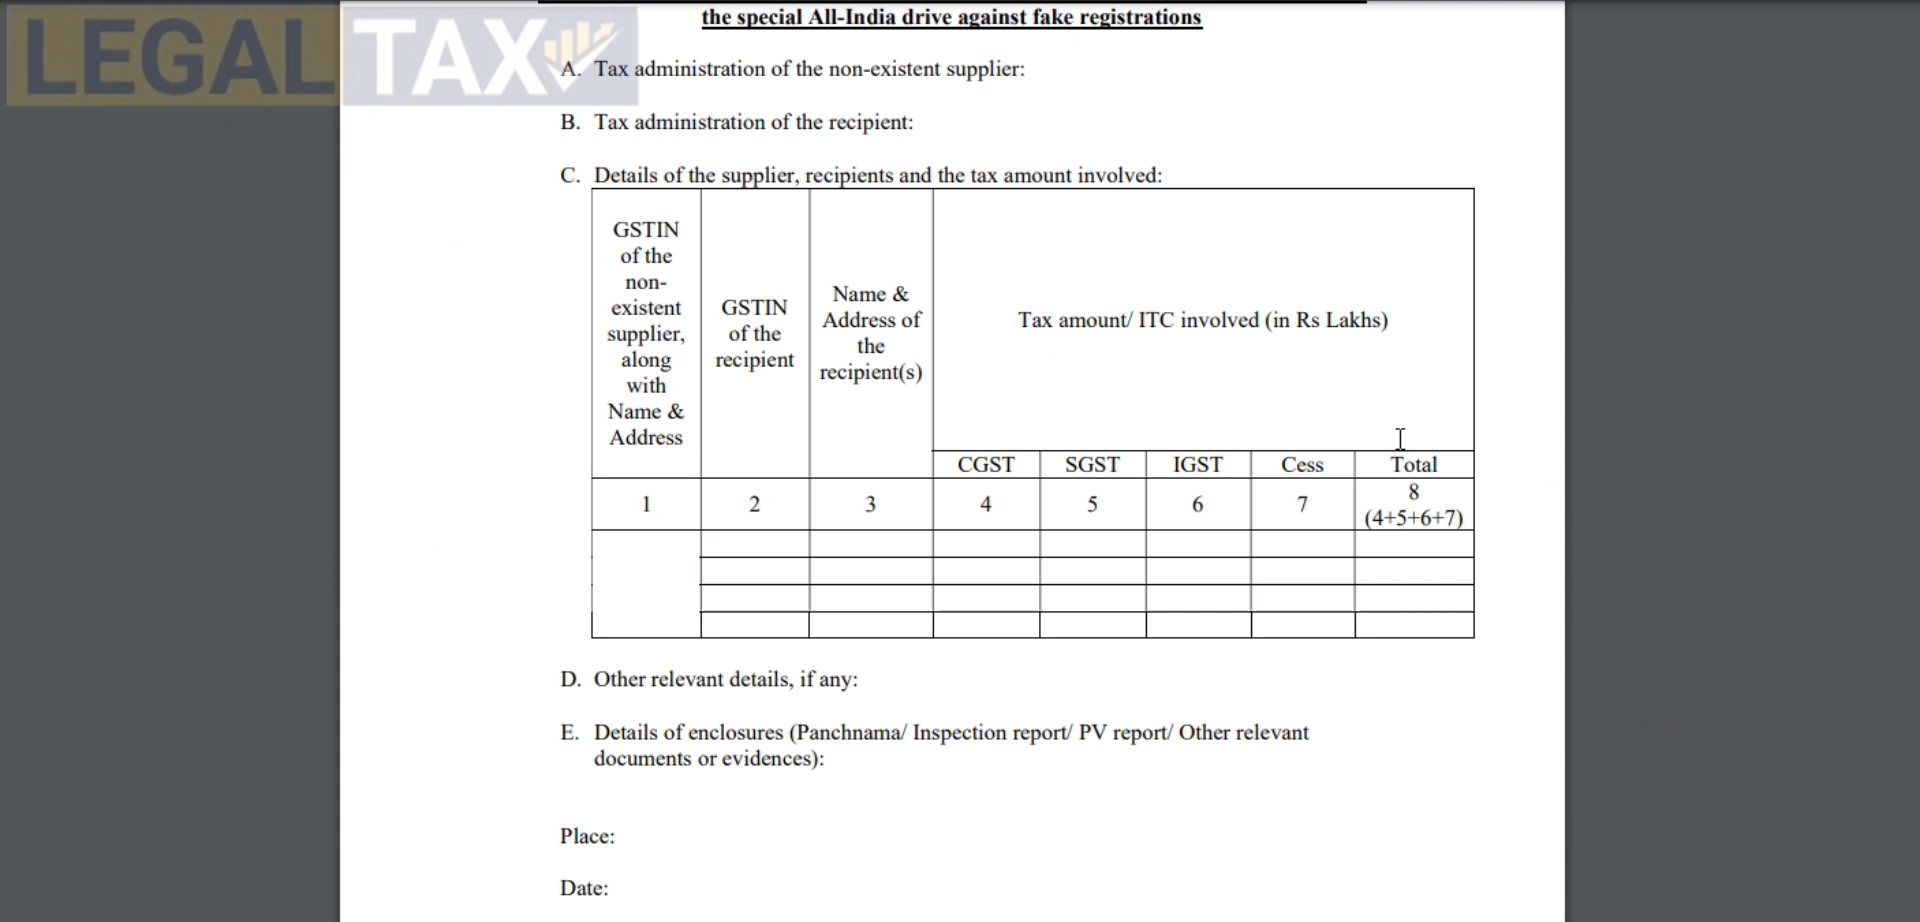 LEGAL TAX
the special All-India drive against fake registrations
A. Tax administration of the non-existent supplier:
B. Tax administration of the recipient:
C. Details of the supplier, recipients and the tax amount involved:
GSTIN
of the
non-
existent
supplier,
along
with
Name &
Address
GSTIN
of the
recipient
Name &
Address of
the
recipient(s)
Tax amount/ ITC involved (in Rs Lakhs)
CGST SGST IGST Cess Total
1 2 3 4 5 6 7 8
(4+5+6+7)
D. Other relevant details, if any:
E. Details of enclosures (Panchnama/ Inspection report/ PV report/ Other relevant
documents or evidences):
Place:
Date: